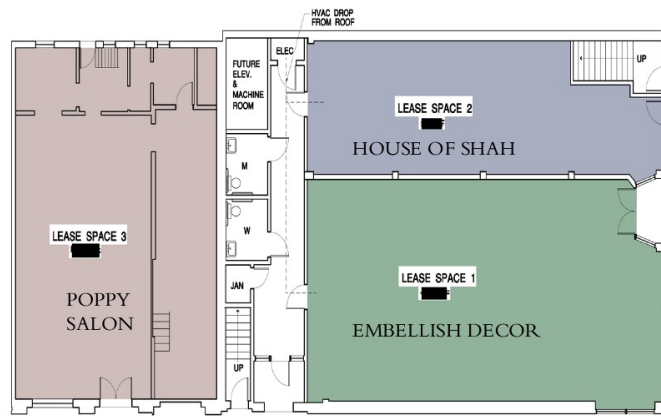 HVAC DROP
FROM ROOF
ELEC
FUTURE
ELEV.
&
MACHINE
ROOM
UP
LEASE SPACE 2
HOUSE OF SHAH
M
W
LEASE SPACE 3
POPPY
SALON
JAN
LEASE SPACE 1
EMBELLISH DECOR
UP